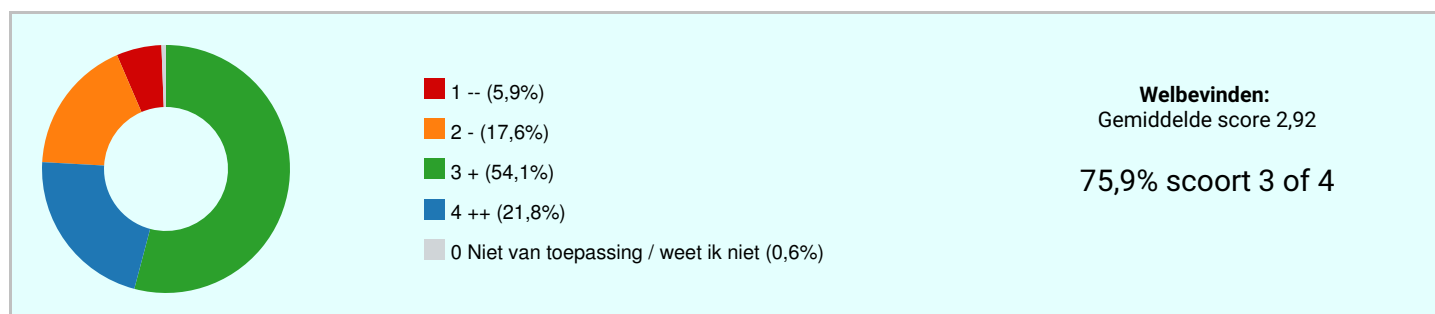 1 -- (5,9%)
2 - (17,6%)
3 + (54,1%)
4 ++ (21,8%)
0 Niet van toepassing / weet ik niet (0,6%)
Welbevinden:
Gemiddelde score 2,92
75,9% scoort 3 of 4